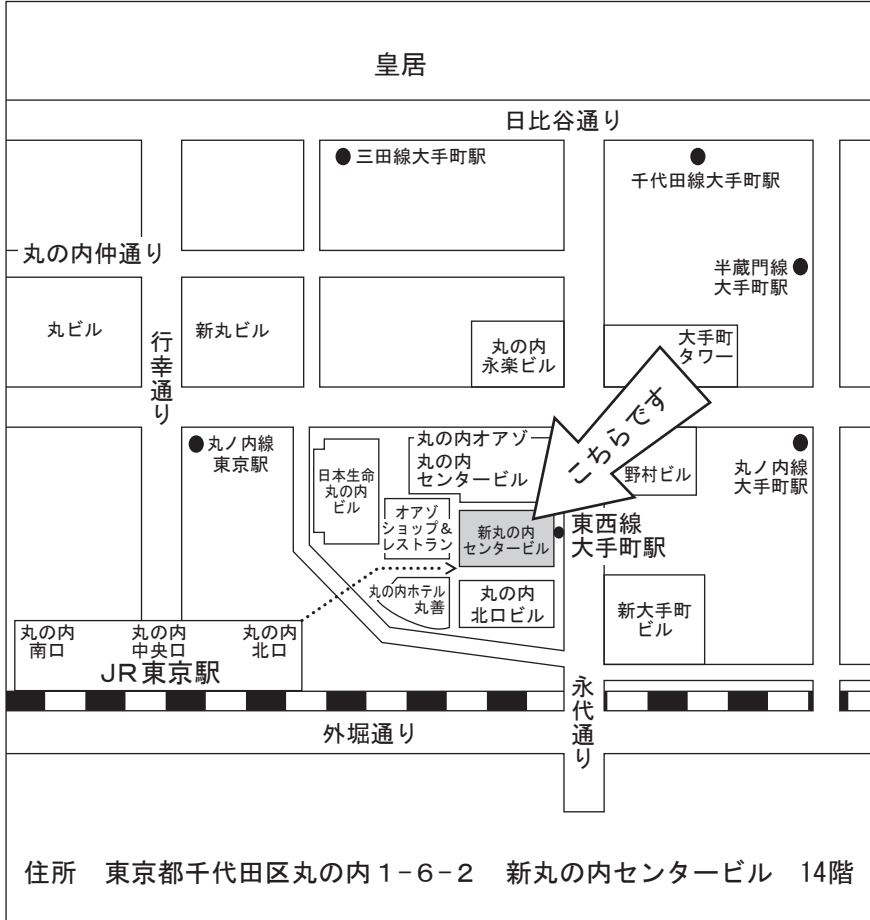 皇居
日比谷通り
三田線大手町駅
千代田線大手町駅
丸の内仲通り
半蔵門線
大手町駅
丸ビル
行幸通り
新丸ビル
丸の内
永楽ビル
大手町
タワー
こちらです
丸ノ内線
東京駅
日本生命
丸の内
ビル
丸の内オアゾ
丸の内
センタービル
野村ビル
丸ノ内線
大手町駅
オアゾ
ショップ&
レストラン
新丸の内
センタービル
東西線
大手町駅
丸の内ホテル
丸善
丸の内
北口ビル
新大手町
ビル
丸の内
南口
丸の内
中央口
丸の内
北口
JR東京駅
永代通り
外堀通り
住所 東京都千代田区丸の内1-6-2 新丸の内センタービル 14階